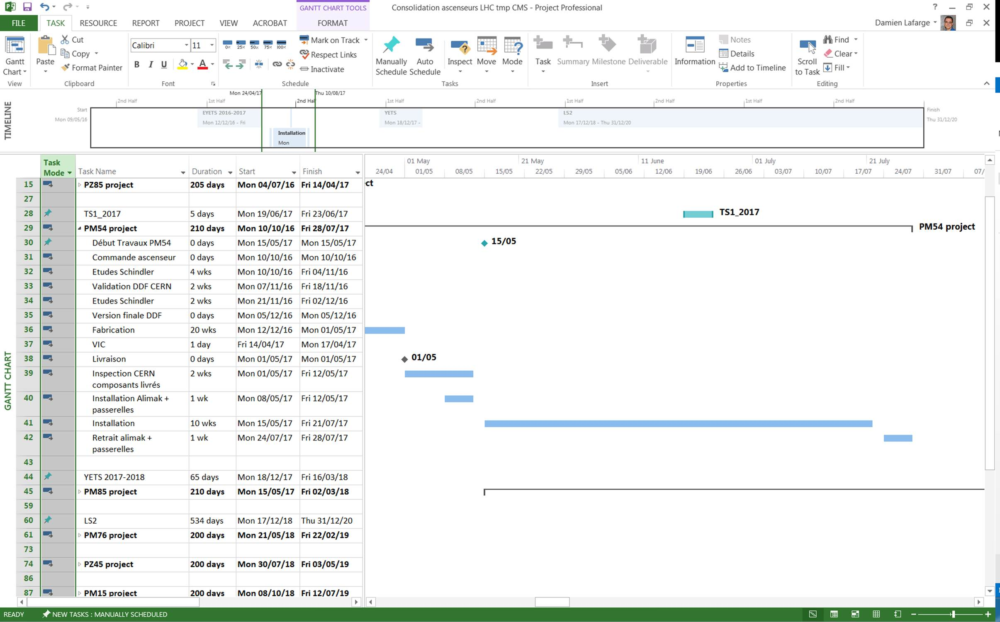 GANTT CHART TOOLS
Consolidation ascenseurs LHC tmp CMS - Project Professional
?
FILE TASK RESOURCE REPORT PROJECT VIEW ACROBAT FORMAT
Damien Lafarge
Gantt Chart
View
Paste
Cut
Copy
Format Painter
Clipboard
Calibri 11
B I U A
Font
0% 25% 50% 75% 100%
Mark on Track
Respect Links
Inactivate
Schedule
Manually Schedule
Auto Schedule
Inspect
Move
Mode
Tasks
Task
Summary
Milestone
Deliverable
Insert
Information
Notes
Details
Add to Timeline
Properties
Scroll to Task
Find
Clear
Fill
Editing
TIMELINE
Mon 24/04/17 Thu 10/08/17
2nd Half 1st Half 2nd Half 1st Half 2nd Half 1st Half 2nd Half 1st Half 2nd Half
Start
Mon 09/05/16
EYETS 2016-2017
Mon 12/12/16 - Fri
Installation
Mon
YETS
Mon 18/12/17 -
LS2
Mon 17/12/18 - Thu 31/12/20
Finish
Thu 31/12/20
GANTT CHART
Task Mode Task Name Duration Start Finish
01 May 21 May 11 June 01 July 21 July
24/04 01/05 08/05 15/05 22/05 29/05 05/06 12/06 19/06 26/06 03/07 10/07 17/07 24/07 31/07 07/
15 PZ85 project 205 days Mon 04/07/16 Fri 14/04/17 ct
27
28 TS1_2017 5 days Mon 19/06/17 Fri 23/06/17 TS1_2017
29 PM54 project 210 days Mon 10/10/16 Fri 28/07/17 PM54 project
30 Début Travaux PM54 0 days Mon 15/05/17 Mon 15/05/17 15/05
31 Commande ascenseur 0 days Mon 10/10/16 Mon 10/10/16
32 Etudes Schindler 4 wks Mon 10/10/16 Fri 04/11/16
33 Validation DDF CERN 2 wks Mon 07/11/16 Fri 18/11/16
34 Etudes Schindler 2 wks Mon 21/11/16 Fri 02/12/16
35 Version finale DDF 0 days Mon 05/12/16 Mon 05/12/16
36 Fabrication 20 wks Mon 12/12/16 Mon 01/05/17
37 VIC 1 day Fri 14/04/17 Mon 17/04/17
38 Livraison 0 days Mon 01/05/17 Mon 01/05/17 01/05
39 Inspection CERN composants livrés 2 wks Mon 01/05/17 Fri 12/05/17
40 Installation Alimak + passerelles 1 wk Mon 08/05/17 Fri 12/05/17
41 Installation 10 wks Mon 15/05/17 Fri 21/07/17
42 Retrait alimak + passerelles 1 wk Mon 24/07/17 Fri 28/07/17
43
44 YETS 2017-2018 65 days Mon 18/12/17 Fri 16/03/18
45 PM85 project 210 days Mon 15/05/17 Fri 02/03/18
59
60 LS2 534 days Mon 17/12/18 Thu 31/12/20
61 PM76 project 200 days Mon 21/05/18 Fri 22/02/19
73
74 PZ45 project 200 days Mon 30/07/18 Fri 03/05/19
86
87 PM15 project 200 days Mon 08/10/18 Fri 12/07/19
READY NEW TASKS : MANUALLY SCHEDULED